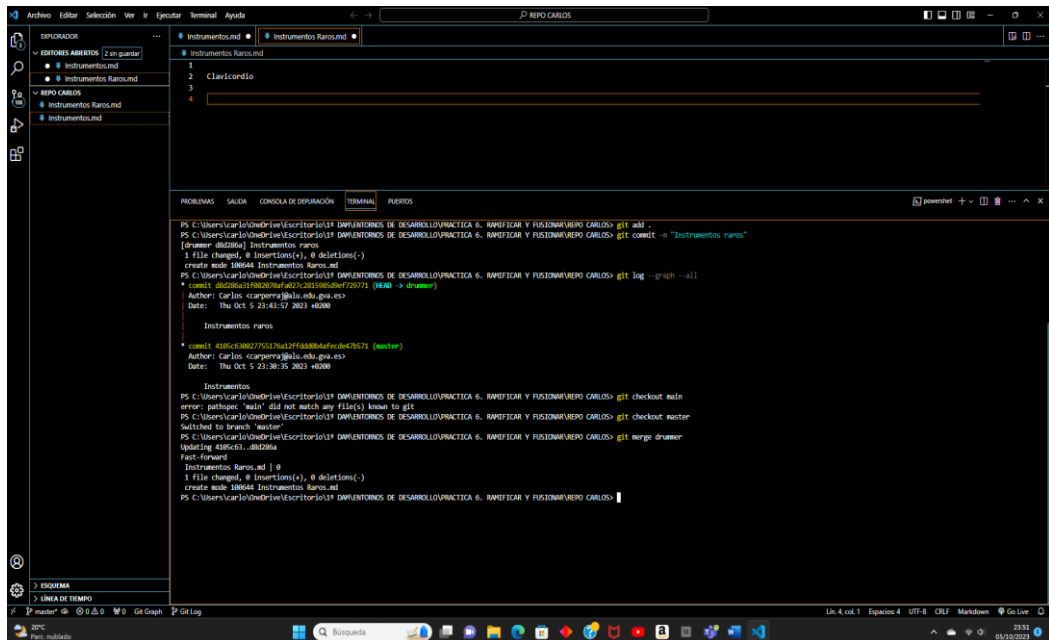 Archivo Editar Selección Ver Ir Ejecutar Terminal Ayuda
REPO CARLOS
EXPLORADOR
EDITORES ABIERTOS 2 sin guardar
Instrumentos.md
Instrumentos Raros.md
REPO CARLOS
Instrumentos Raros.md
Instrumentos.md
ESQUEMA
LÍNEA DE TIEMPO
Instrumentos.md
Instrumentos Raros.md
Instrumentos Raros.md
1
2 Clavicordio
3
4
PROBLEMAS SALIDA CONSOLA DE DEPURACIÓN TERMINAL PUERTOS
powershell
PS C:\Users\carlo\OneDrive\Escritorio\1º DAM\ENTORNOS DE DESARROLLO\PRACTICA 6. RAMIFICAR Y FUSIONAR\REPO CARLOS> git add .
PS C:\Users\carlo\OneDrive\Escritorio\1º DAM\ENTORNOS DE DESARROLLO\PRACTICA 6. RAMIFICAR Y FUSIONAR\REPO CARLOS> git commit -m "Instrumentos raros"
[drummer d8d286a] Instrumentos raros
1 file changed, 0 insertions(+), 0 deletions(-)
create mode 100644 Instrumentos Raros.md
PS C:\Users\carlo\OneDrive\Escritorio\1º DAM\ENTORNOS DE DESARROLLO\PRACTICA 6. RAMIFICAR Y FUSIONAR\REPO CARLOS> git log --graph --all
* commit (HEAD -> drummer)
| Author: Carlos <carperraj@alu.edu.gva.es>
| Date: Thu Oct 5 23:43:57 2023 +0200
|
| Instrumentos raros
|
* commit (master)
Author: Carlos <carperraj@alu.edu.gva.es>
Date: Thu Oct 5 23:30:35 2023 +0200
Instrumentos
PS C:\Users\carlo\OneDrive\Escritorio\1º DAM\ENTORNOS DE DESARROLLO\PRACTICA 6. RAMIFICAR Y FUSIONAR\REPO CARLOS> git checkout main
error: pathspec 'main' did not match any file(s) known to git
PS C:\Users\carlo\OneDrive\Escritorio\1º DAM\ENTORNOS DE DESARROLLO\PRACTICA 6. RAMIFICAR Y FUSIONAR\REPO CARLOS> git checkout master
Switched to branch 'master'
PS C:\Users\carlo\OneDrive\Escritorio\1º DAM\ENTORNOS DE DESARROLLO\PRACTICA 6. RAMIFICAR Y FUSIONAR\REPO CARLOS> git merge drummer
Updating 4105c63..d8d286a
Fast-forward
Instrumentos Raros.md | 0
1 file changed, 0 insertions(+), 0 deletions(-)
create mode 100644 Instrumentos Raros.md
PS C:\Users\carlo\OneDrive\Escritorio\1º DAM\ENTORNOS DE DESARROLLO\PRACTICA 6. RAMIFICAR Y FUSIONAR\REPO CARLOS>
master* 0 0 0 Git Graph Git Log
Lín. 4, col. 1 Espacios: 4 UTF-8 CRLF Markdown Go Live
20°C
Parc. nublado
Búsqueda
23:51
05/10/2023